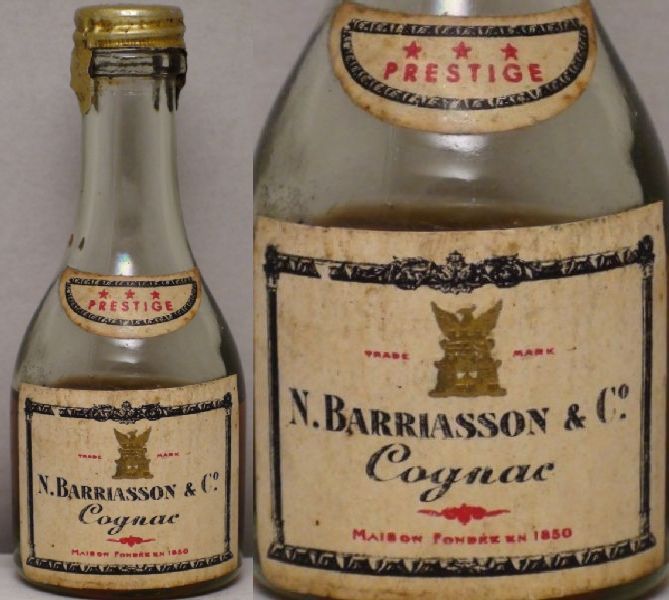 ★ ★ ★
PRESTIGE
TRADE MARK
N. BARRIASSON & Cº.
Cognac
MAISON FONDÉE EN 1850
★ ★ ★
PRESTIGE
TRADE MARK
N. BARRIASSON & Cº.
Cognac
MAISON FONDÉE EN 1850